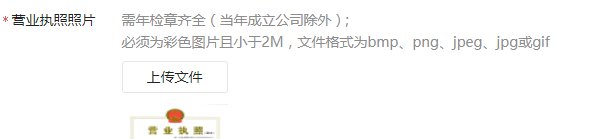 * 营业执照照片
需年检章齐全（当年成立公司除外）;
必须为彩色图片且小于2M，文件格式为bmp、png、jpeg、jpg或gif
上传文件
营业执照